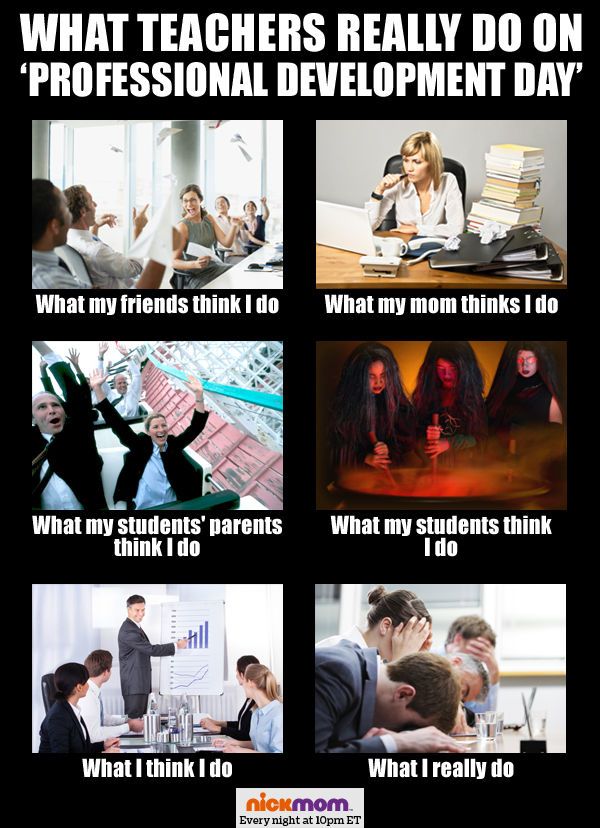 WHAT TEACHERS REALLY DO ON
‘PROFESSIONAL DEVELOPMENT DAY’
What my friends think I do
What my mom thinks I do
What my students' parents
think I do
What my students think
I do
What I think I do
What I really do
nickmom™
Every night at 10pm ET